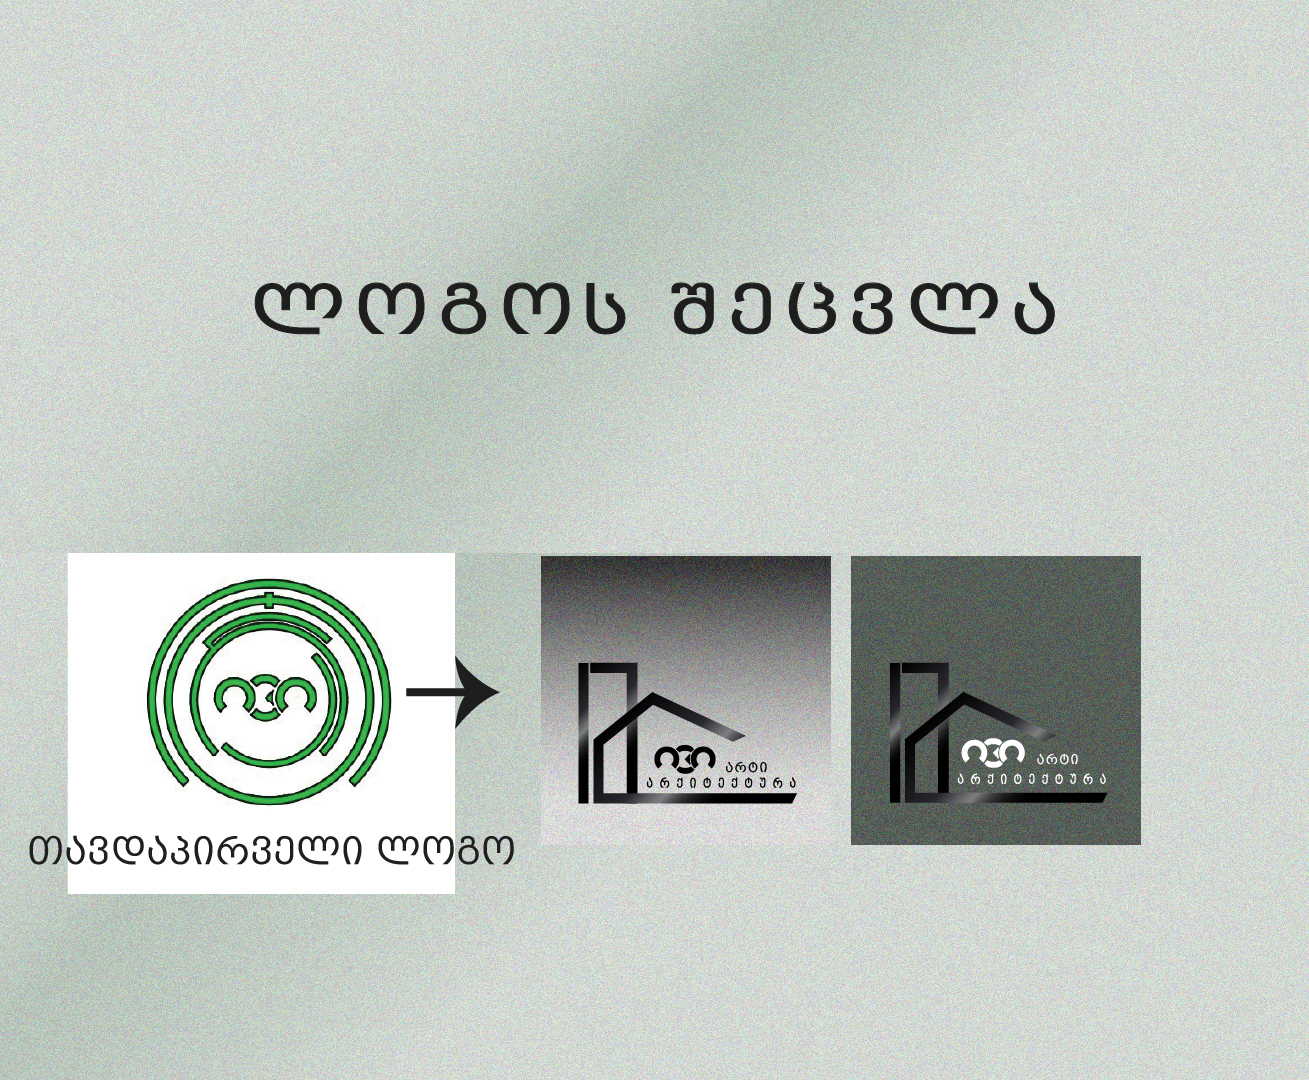 ლოგოს შეცვლა
თავდაპირველი ლოგო
არტი
არქიტექტურა
არტი
არქიტექტურა